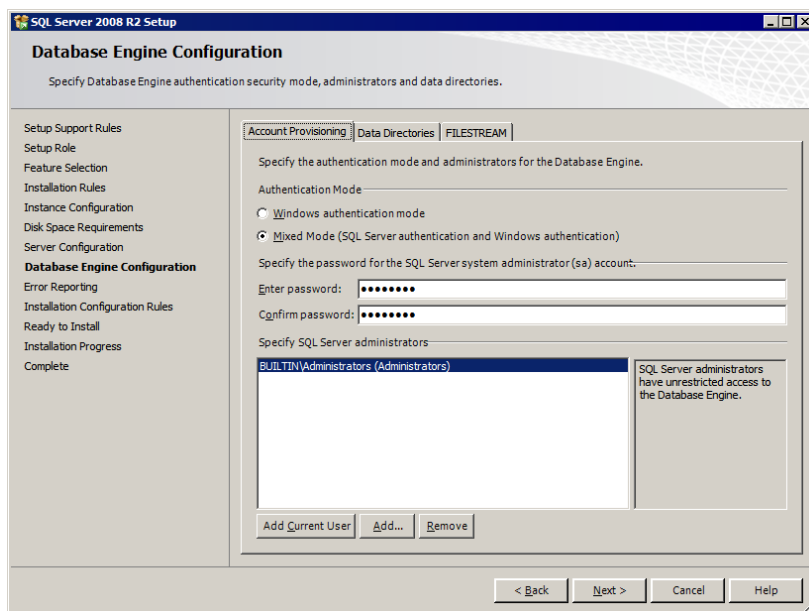 SQL Server 2008 R2 Setup
Database Engine Configuration
Specify Database Engine authentication security mode, administrators and data directories.
Setup Support Rules
Setup Role
Feature Selection
Installation Rules
Instance Configuration
Disk Space Requirements
Server Configuration
Database Engine Configuration
Error Reporting
Installation Configuration Rules
Ready to Install
Installation Progress
Complete
Account Provisioning Data Directories FILESTREAM
Specify the authentication mode and administrators for the Database Engine.
Authentication Mode
Windows authentication mode
Mixed Mode (SQL Server authentication and Windows authentication)
Specify the password for the SQL Server system administrator (sa) account.
Enter password: ●●●●●●●●
Confirm password: ●●●●●●●●
Specify SQL Server administrators
BUILTIN\Administrators (Administrators)
SQL Server administrators
have unrestricted access to
the Database Engine.
Add Current User Add... Remove
< Back Next > Cancel Help